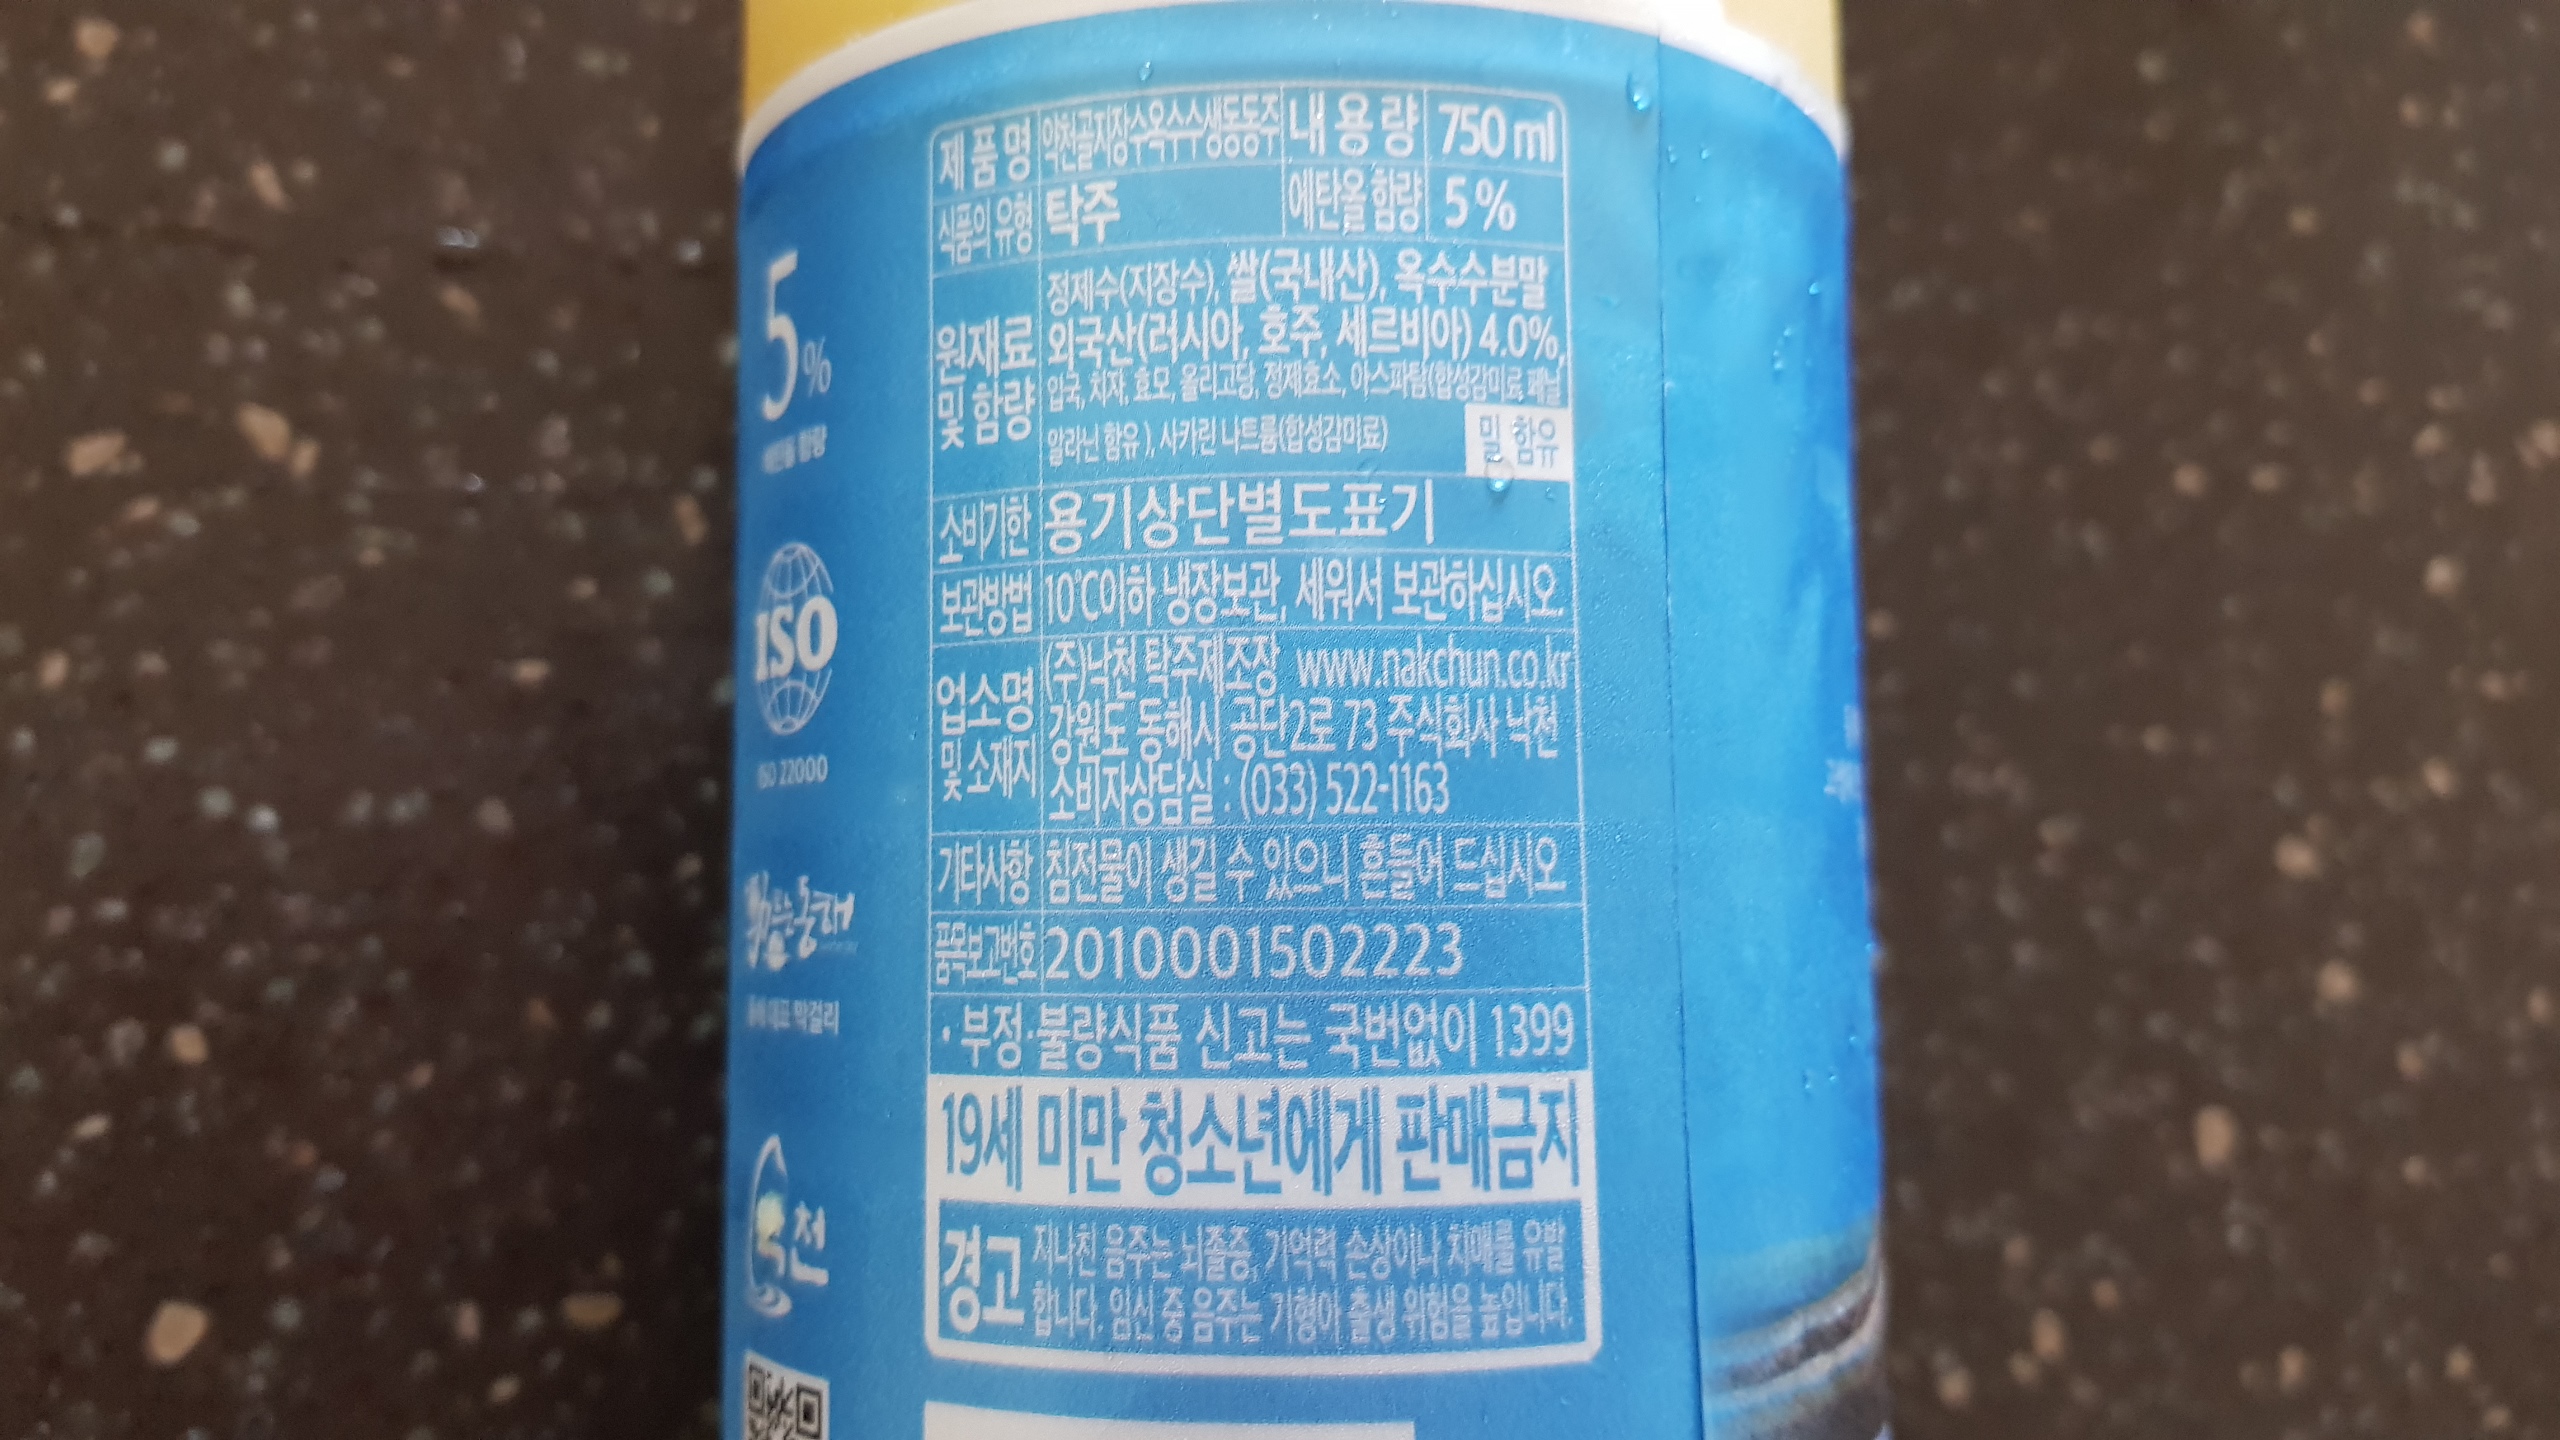 제품명 약천골지장수옥수수생동동주 내용량 750 ml
식품의 유형 탁주 에탄올 함량 5 %
원재료 및 함량
정제수(지장수), 쌀(국내산), 옥수수분말
외국산(러시아, 호주, 세르비아) 4.0%,
입국, 치자, 효모, 올리고당, 정제효소, 아스파탐(합성감미료 페닐
알라닌 함유), 사카린 나트륨(합성감미료)
밀 함유
소비기한 용기상단별도표기
보관방법 10℃이하 냉장보관, 세워서 보관하십시오.
업소명 및 소재지
(주)낙천 탁주제조장 www.nakchun.co.kr
강원도 동해시 공단2로 73 주식회사 낙천
소비자상담실 : (033) 522-1163
기타사항 침전물이 생길 수 있으니 흔들어 드십시오
품목보고번호 2010001502223
· 부정·불량식품 신고는 국번없이 1399
19세 미만 청소년에게 판매금지
경고
지나친 음주는 뇌졸중, 기억력 손상이나 치매를 유발
합니다. 임신 중 음주는 기형아 출생 위험을 높입니다.
5%
에탄올 함량
ISO
ISO 22000
동해 대표 막걸리
낙천